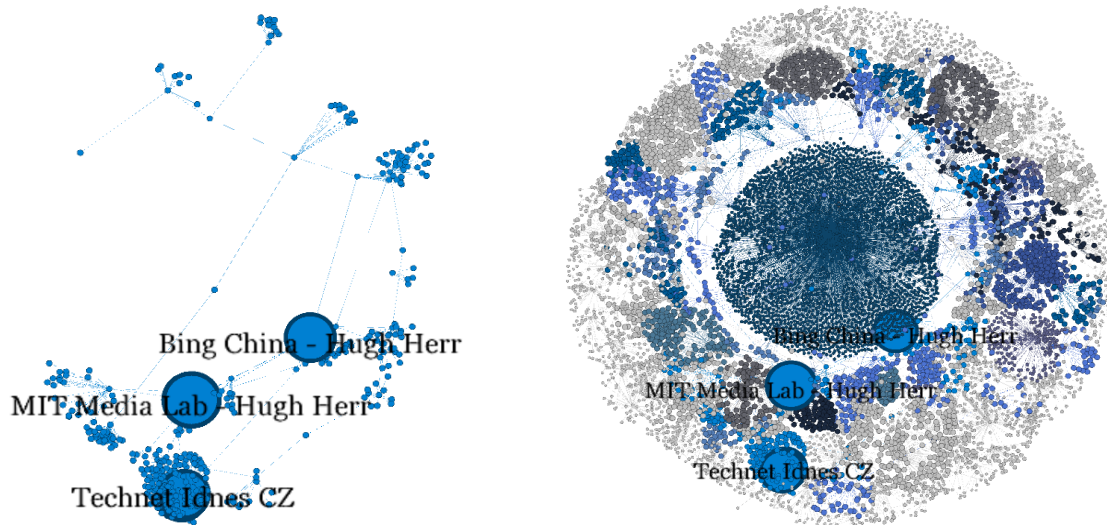 Bing China - Hugh Herr
MIT Media Lab - Hugh Herr
Technet Idnes CZ
Bing China - Hugh Herr
MIT Media Lab - Hugh Herr
Technet Idnes CZ